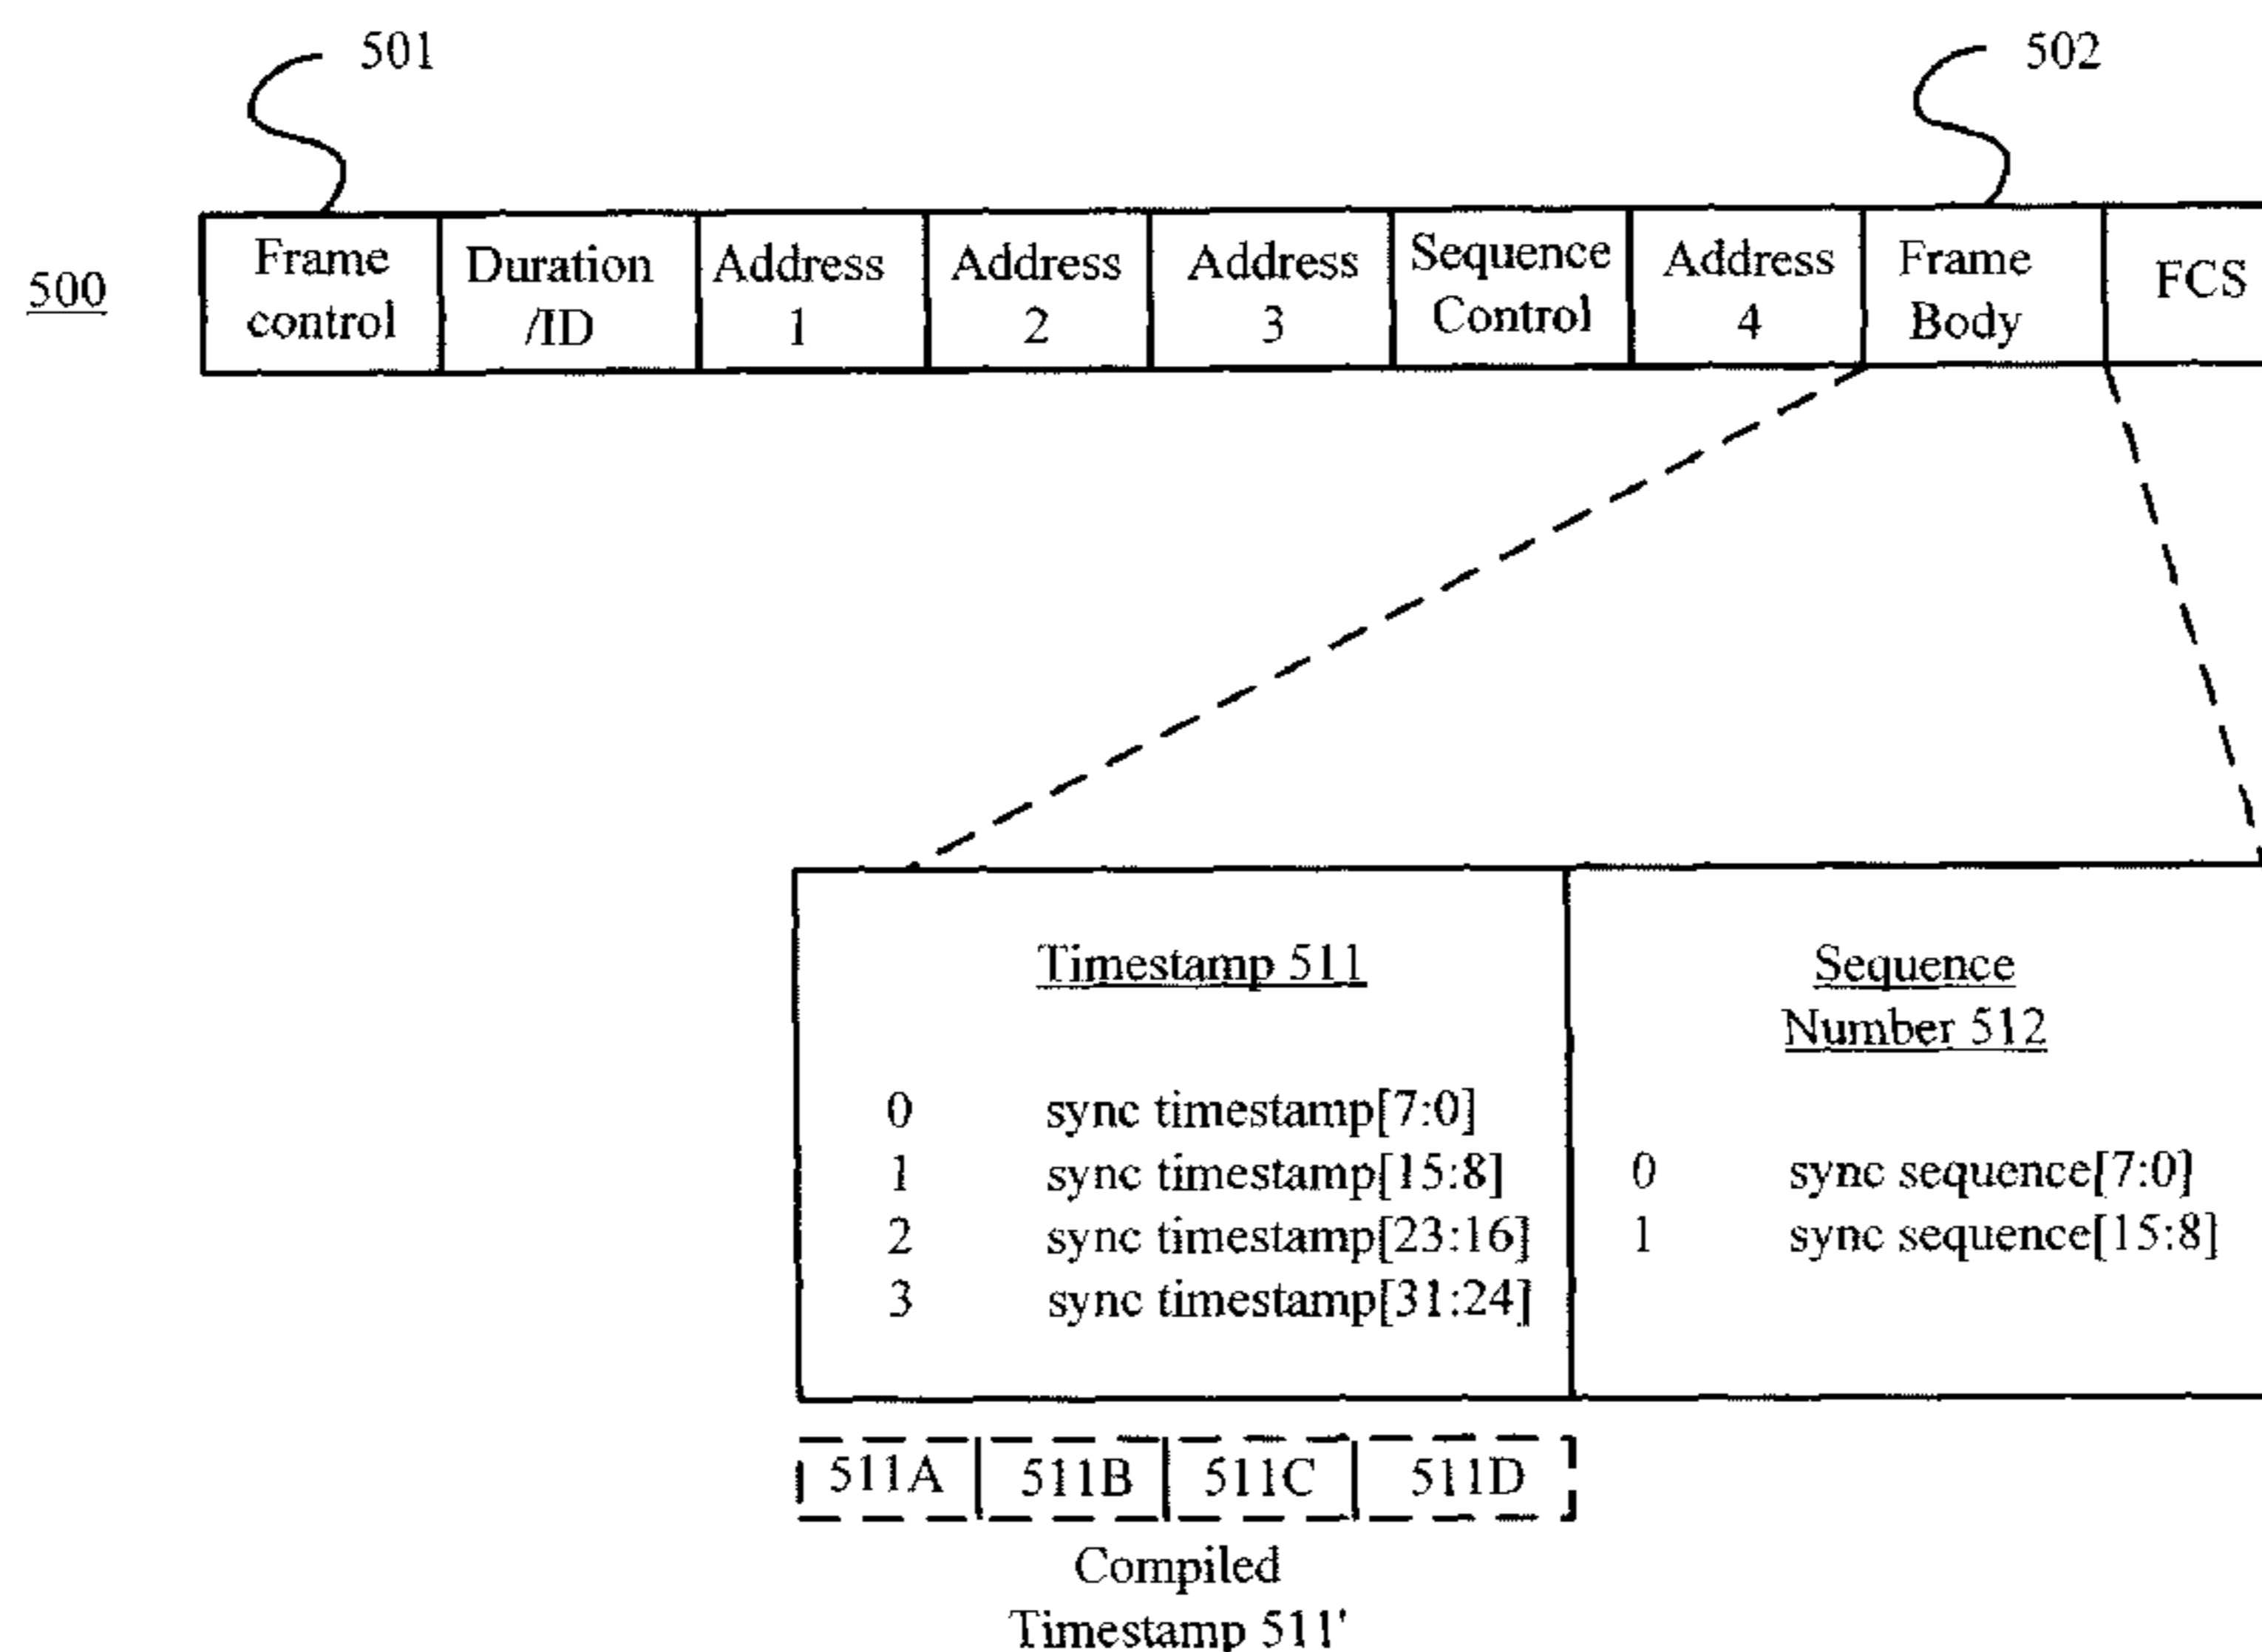 501
502
500
Frame control
Duration /ID
Address 1
Address 2
Address 3
Sequence Control
Address 4
Frame Body
FCS
Timestamp 511
0 sync timestamp[7:0]
1 sync timestamp[15:8]
2 sync timestamp[23:16]
3 sync timestamp[31:24]
Sequence
Number 512
0 sync sequence[7:0]
1 sync sequence[15:8]
511A 511B 511C 511D
Compiled
Timestamp 511'